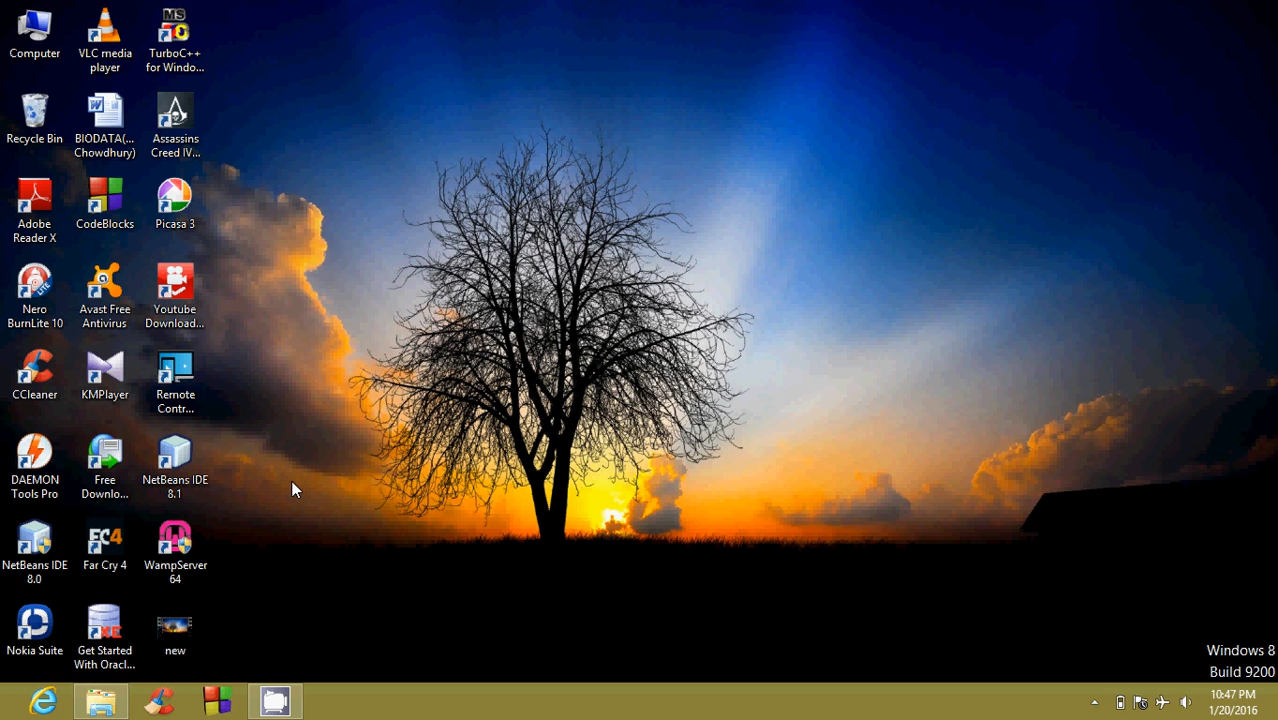 Computer
VLC media
player
MS
TurboC++
for Windo...
Recycle Bin
BIODATA(...
Chowdhury)
Assassins
Creed IV...
Adobe
Reader X
CodeBlocks
Picasa 3
Nero
BurnLite 10
Avast Free
Antivirus
Youtube
Download...
CCleaner
KMPlayer
Remote
Contr...
DAEMON
Tools Pro
Free
Downlo...
NetBeans IDE
8.1
NetBeans IDE
8.0
FC4
Far Cry 4
WampServer
64
Nokia Suite
XE
Get Started
With Oracl...
new
Windows 8
Build 9200
10:47 PM
1/20/2016